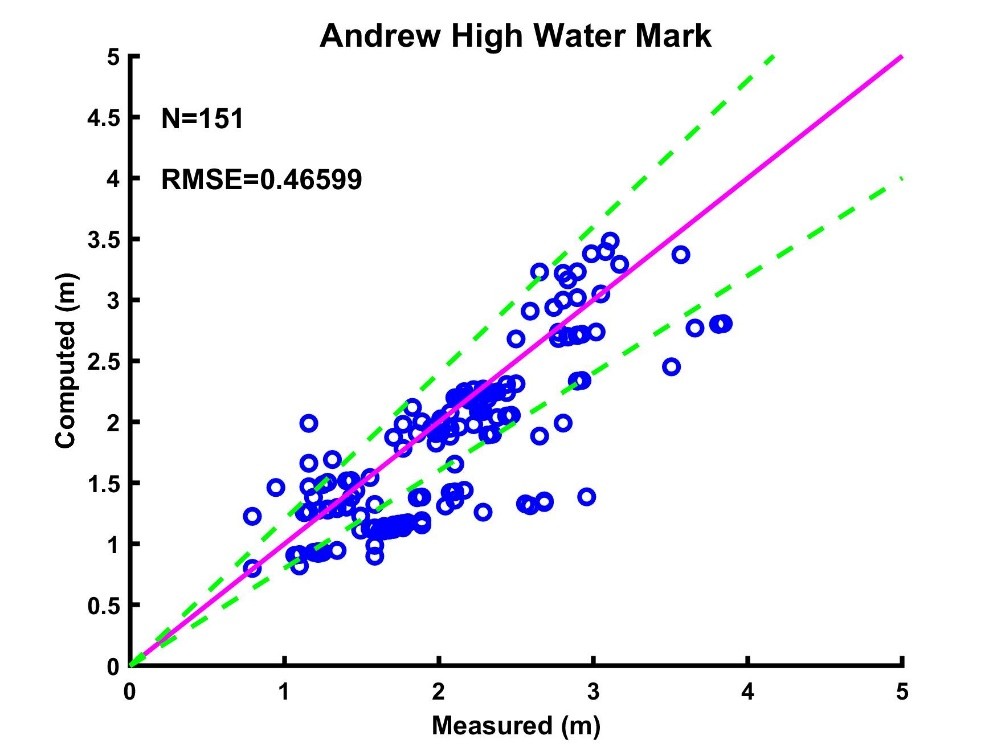 Andrew High Water Mark
5
4.5
4
3.5
3
2.5
2
1.5
1
0.5
0
N=151
RMSE=0.46599
Computed (m)
0 1 2 3 4 5
Measured (m)